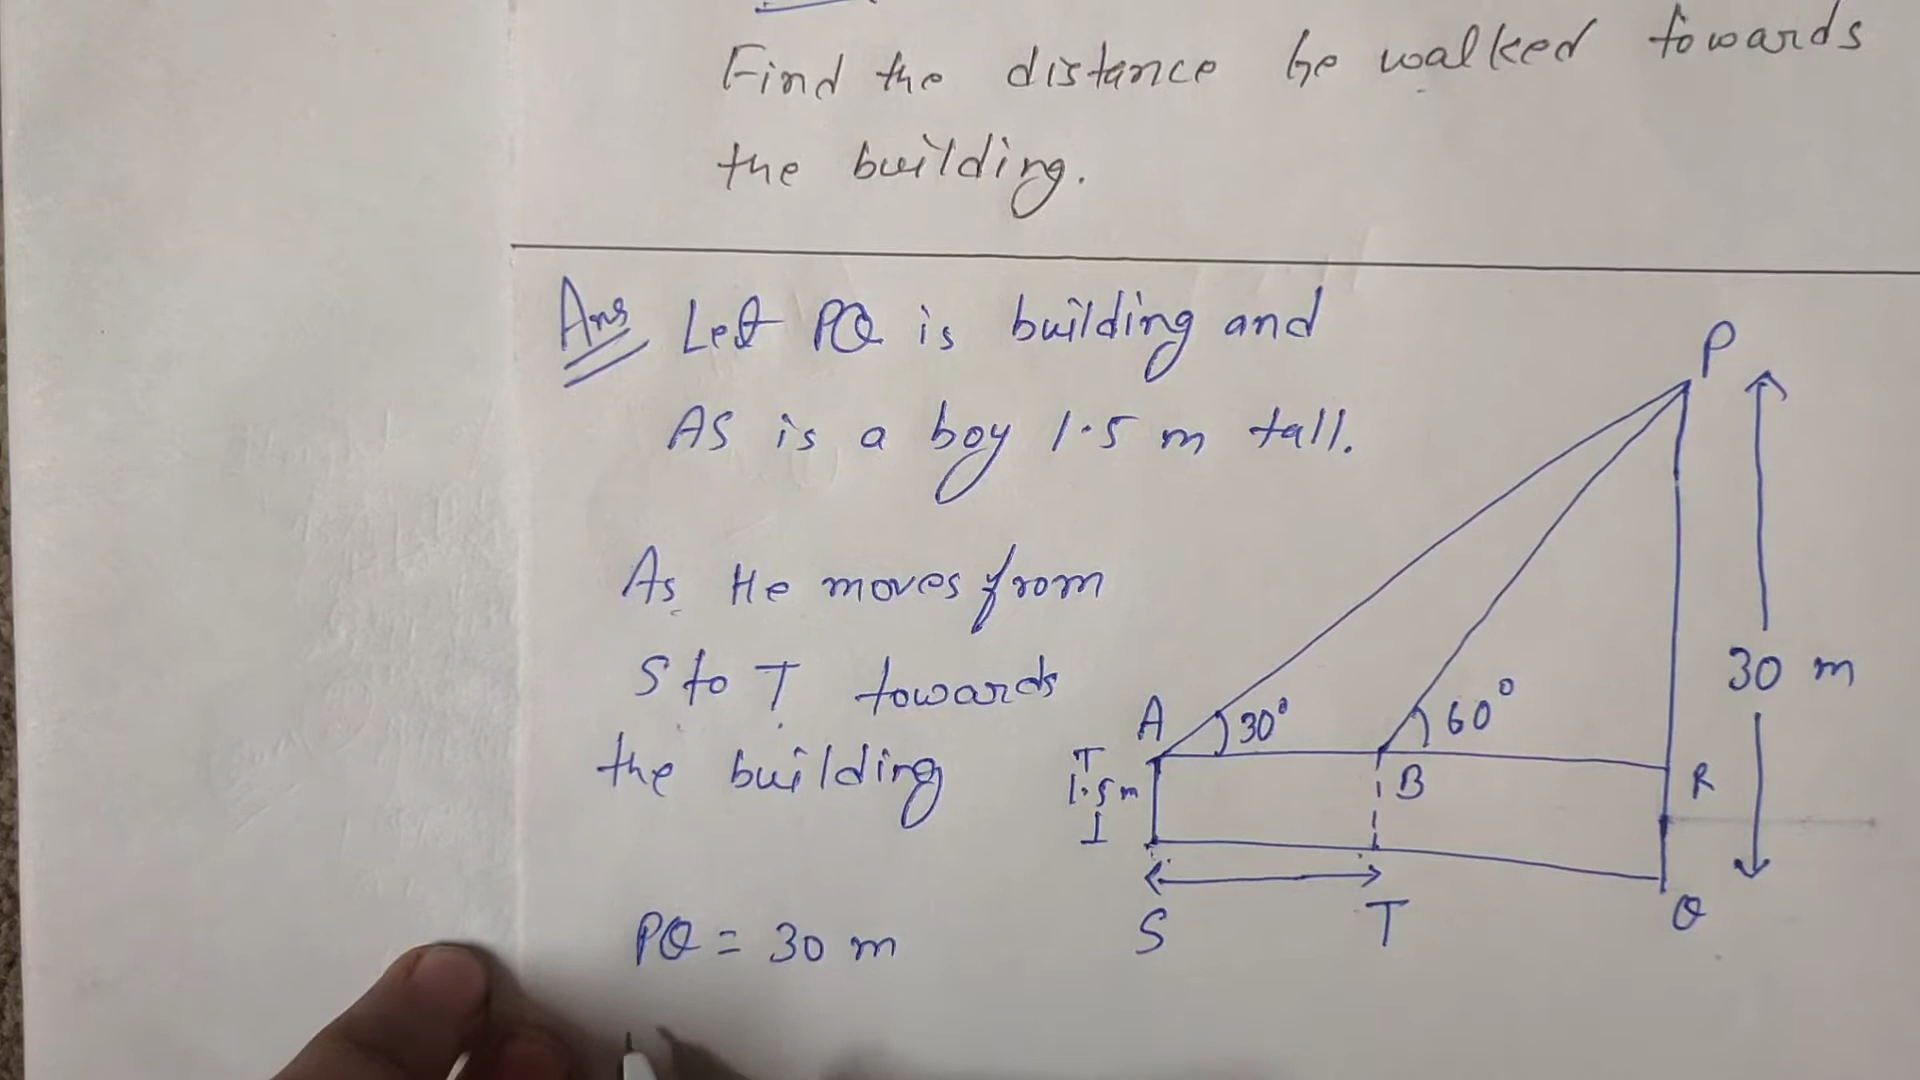 Find the distance he walked towards
the building.
Ans Let PQ is building and
AS is a boy 1.5 m tall.
As He moves from
S to T towards
the building
PQ = 30 m
P
30 m
A 30° 60°
1.5 m
B R
S T Q